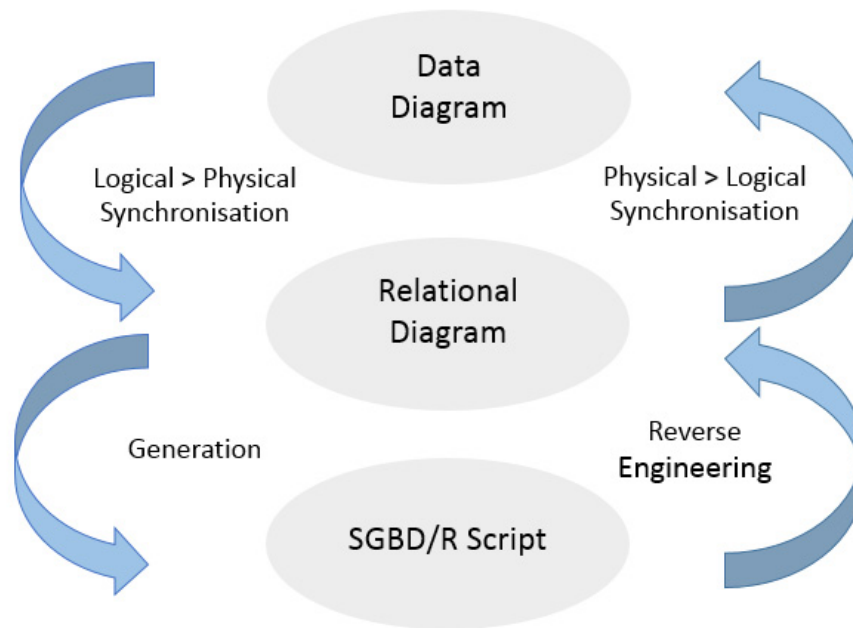 Data
Diagram
Logical > Physical
Synchronisation
Physical > Logical
Synchronisation
Relational
Diagram
Generation
Reverse
Engineering
SGBD/R Script